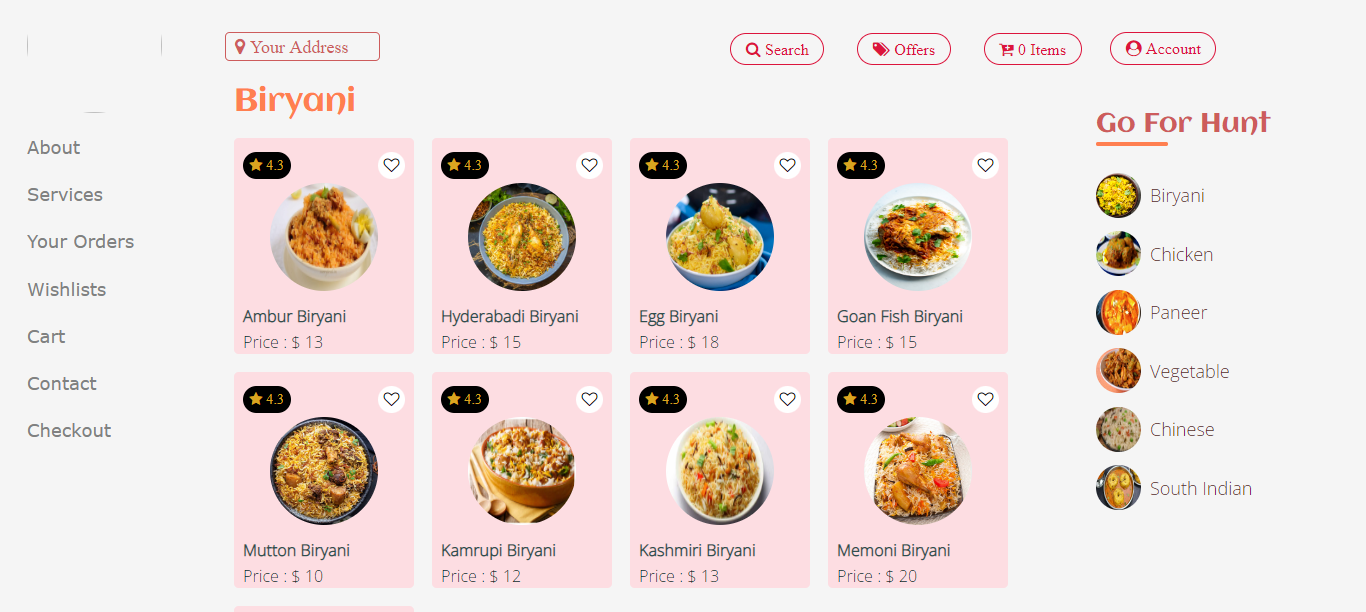 Your Address
Search
Offers
0 Items
Account
About
Services
Your Orders
Wishlists
Cart
Contact
Checkout
Biryani
4.3
4.3
4.3
4.3
Ambur Biryani
Price : $ 13
Hyderabadi Biryani
Price : $ 15
Egg Biryani
Price : $ 18
Goan Fish Biryani
Price : $ 15
4.3
4.3
4.3
4.3
Mutton Biryani
Price : $ 10
Kamrupi Biryani
Price : $ 12
Kashmiri Biryani
Price : $ 13
Memoni Biryani
Price : $ 20
Go For Hunt
Biryani
Chicken
Paneer
Vegetable
Chinese
South Indian